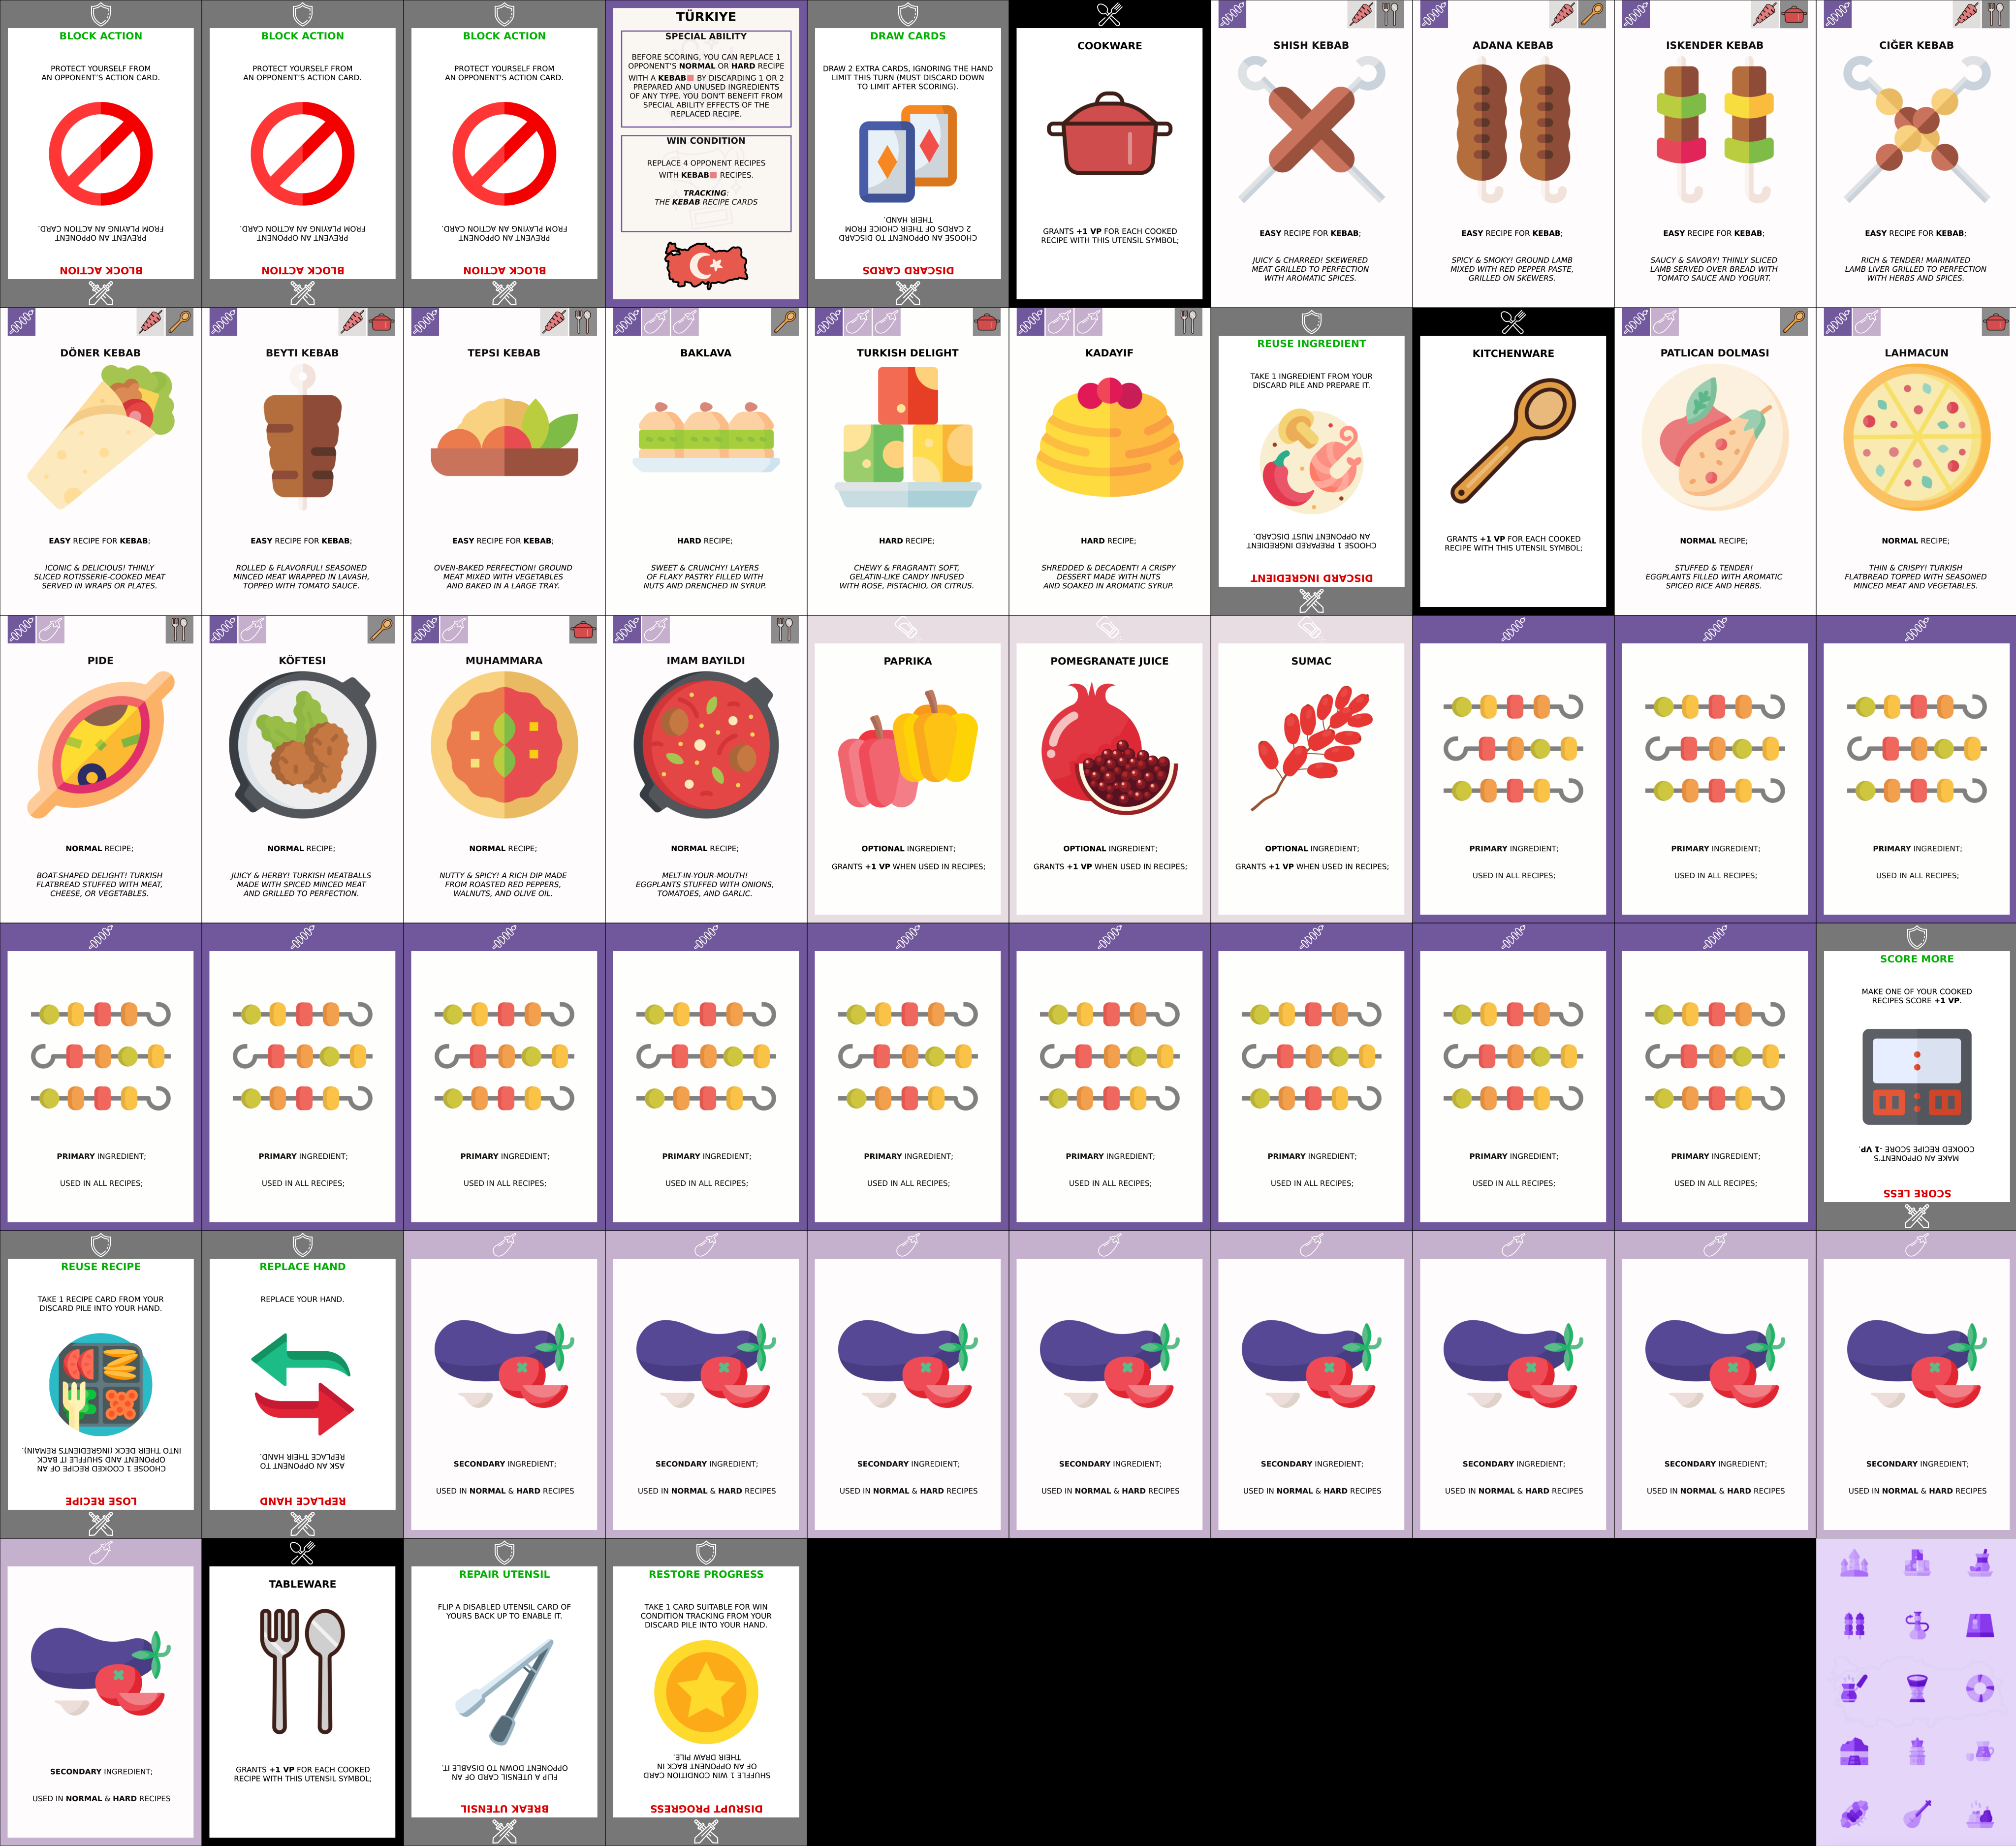 BLOCK ACTION
PROTECT YOURSELF FROM
AN OPPONENT'S ACTION CARD.
PREVENT AN OPPONENT
FROM PLAYING AN ACTION CARD.
BLOCK ACTION
BLOCK ACTION
PROTECT YOURSELF FROM
AN OPPONENT'S ACTION CARD.
PREVENT AN OPPONENT
FROM PLAYING AN ACTION CARD.
BLOCK ACTION
BLOCK ACTION
PROTECT YOURSELF FROM
AN OPPONENT'S ACTION CARD.
PREVENT AN OPPONENT
FROM PLAYING AN ACTION CARD.
BLOCK ACTION
TÜRKIYE
SPECIAL ABILITY
BEFORE SCORING, YOU CAN REPLACE 1
OPPONENT'S NORMAL OR HARD RECIPE
WITH A KEBAB BY DISCARDING 1 OR 2
PREPARED AND UNUSED INGREDIENTS
OF ANY TYPE. YOU DON'T BENEFIT FROM
SPECIAL ABILITY EFFECTS OF THE
REPLACED RECIPE.
WIN CONDITION
REPLACE 4 OPPONENT RECIPES
WITH KEBAB RECIPES.
TRACKING:
THE KEBAB RECIPE CARDS
DRAW CARDS
DRAW 2 EXTRA CARDS, IGNORING THE HAND
LIMIT THIS TURN (MUST DISCARD DOWN
TO LIMIT AFTER SCORING).
CHOOSE AN OPPONENT TO DISCARD
2 CARDS OF THEIR CHOICE FROM
THEIR HAND.
DISCARD CARDS
COOKWARE
GRANTS +1 VP FOR EACH COOKED
RECIPE WITH THIS UTENSIL SYMBOL;
SHISH KEBAB
EASY RECIPE FOR KEBAB;
JUICY & CHARRED! SKEWERED
MEAT GRILLED TO PERFECTION
WITH AROMATIC SPICES.
ADANA KEBAB
EASY RECIPE FOR KEBAB;
SPICY & SMOKY! GROUND LAMB
MIXED WITH RED PEPPER PASTE,
GRILLED ON SKEWERS.
ISKENDER KEBAB
EASY RECIPE FOR KEBAB;
SAUCY & SAVORY! THINLY SLICED
LAMB SERVED OVER BREAD WITH
TOMATO SAUCE AND YOGURT.
CIĞER KEBAB
EASY RECIPE FOR KEBAB;
RICH & TENDER! MARINATED
LAMB LIVER GRILLED TO PERFECTION
WITH HERBS AND SPICES.
DÖNER KEBAB
EASY RECIPE FOR KEBAB;
ICONIC & DELICIOUS! THINLY
SLICED ROTISSERIE-COOKED MEAT
SERVED IN WRAPS OR PLATES.
BEYTI KEBAB
EASY RECIPE FOR KEBAB;
ROLLED & FLAVORFUL! SEASONED
MINCED MEAT WRAPPED IN LAVASH,
TOPPED WITH TOMATO SAUCE.
TEPSI KEBAB
EASY RECIPE FOR KEBAB;
OVEN-BAKED PERFECTION! GROUND
MEAT MIXED WITH VEGETABLES
AND BAKED IN A LARGE TRAY.
BAKLAVA
HARD RECIPE;
SWEET & CRUNCHY! LAYERS
OF FLAKY PASTRY FILLED WITH
NUTS AND DRENCHED IN SYRUP.
TURKISH DELIGHT
HARD RECIPE;
CHEWY & FRAGRANT! SOFT,
GELATIN-LIKE CANDY INFUSED
WITH ROSE, PISTACHIO, OR CITRUS.
KADAYIF
HARD RECIPE;
SHREDDED & DECADENT! A CRISPY
DESSERT MADE WITH NUTS
AND SOAKED IN AROMATIC SYRUP.
REUSE INGREDIENT
TAKE 1 INGREDIENT FROM YOUR
DISCARD PILE AND PREPARE IT.
CHOOSE 1 PREPARED INGREDIENT
AN OPPONENT MUST DISCARD.
DISCARD INGREDIENT
KITCHENWARE
GRANTS +1 VP FOR EACH COOKED
RECIPE WITH THIS UTENSIL SYMBOL;
PATLICAN DOLMASI
NORMAL RECIPE;
STUFFED & TENDER!
EGGPLANTS FILLED WITH AROMATIC
SPICED RICE AND HERBS.
LAHMACUN
NORMAL RECIPE;
THIN & CRISPY! TURKISH
FLATBREAD TOPPED WITH SEASONED
MINCED MEAT AND VEGETABLES.
PIDE
NORMAL RECIPE;
BOAT-SHAPED DELIGHT! TURKISH
FLATBREAD STUFFED WITH MEAT,
CHEESE, OR VEGETABLES.
KÖFTESI
NORMAL RECIPE;
JUICY & HERBY! TURKISH MEATBALLS
MADE WITH SPICED MINCED MEAT
AND GRILLED TO PERFECTION.
MUHAMMARA
NORMAL RECIPE;
NUTTY & SPICY! A RICH DIP MADE
FROM ROASTED RED PEPPERS,
WALNUTS, AND OLIVE OIL.
IMAM BAYILDI
NORMAL RECIPE;
MELT-IN-YOUR-MOUTH!
EGGPLANTS STUFFED WITH ONIONS,
TOMATOES, AND GARLIC.
PAPRIKA
OPTIONAL INGREDIENT;
GRANTS +1 VP WHEN USED IN RECIPES;
POMEGRANATE JUICE
OPTIONAL INGREDIENT;
GRANTS +1 VP WHEN USED IN RECIPES;
SUMAC
OPTIONAL INGREDIENT;
GRANTS +1 VP WHEN USED IN RECIPES;
PRIMARY INGREDIENT;
USED IN ALL RECIPES;
PRIMARY INGREDIENT;
USED IN ALL RECIPES;
PRIMARY INGREDIENT;
USED IN ALL RECIPES;
PRIMARY INGREDIENT;
USED IN ALL RECIPES;
PRIMARY INGREDIENT;
USED IN ALL RECIPES;
PRIMARY INGREDIENT;
USED IN ALL RECIPES;
PRIMARY INGREDIENT;
USED IN ALL RECIPES;
PRIMARY INGREDIENT;
USED IN ALL RECIPES;
PRIMARY INGREDIENT;
USED IN ALL RECIPES;
PRIMARY INGREDIENT;
USED IN ALL RECIPES;
PRIMARY INGREDIENT;
USED IN ALL RECIPES;
PRIMARY INGREDIENT;
USED IN ALL RECIPES;
SCORE MORE
MAKE ONE OF YOUR COOKED
RECIPES SCORE +1 VP.
MAKE AN OPPONENT'S
COOKED RECIPE SCORE -1 VP.
SCORE LESS
REUSE RECIPE
TAKE 1 RECIPE CARD FROM YOUR
DISCARD PILE INTO YOUR HAND.
CHOOSE 1 COOKED RECIPE OF AN
OPPONENT AND SHUFFLE IT BACK
INTO THEIR DECK (INGREDIENTS REMAIN).
LOSE RECIPE
REPLACE HAND
REPLACE YOUR HAND.
ASK AN OPPONENT TO
REPLACE THEIR HAND.
REPLACE HAND
SECONDARY INGREDIENT;
USED IN NORMAL & HARD RECIPES
SECONDARY INGREDIENT;
USED IN NORMAL & HARD RECIPES
SECONDARY INGREDIENT;
USED IN NORMAL & HARD RECIPES
SECONDARY INGREDIENT;
USED IN NORMAL & HARD RECIPES
SECONDARY INGREDIENT;
USED IN NORMAL & HARD RECIPES
SECONDARY INGREDIENT;
USED IN NORMAL & HARD RECIPES
SECONDARY INGREDIENT;
USED IN NORMAL & HARD RECIPES
SECONDARY INGREDIENT;
USED IN NORMAL & HARD RECIPES
SECONDARY INGREDIENT;
USED IN NORMAL & HARD RECIPES
TABLEWARE
GRANTS +1 VP FOR EACH COOKED
RECIPE WITH THIS UTENSIL SYMBOL;
REPAIR UTENSIL
FLIP A DISABLED UTENSIL CARD OF
YOURS BACK UP TO ENABLE IT.
FLIP A UTENSIL CARD OF AN
OPPONENT DOWN TO DISABLE IT.
BREAK UTENSIL
RESTORE PROGRESS
TAKE 1 CARD SUITABLE FOR WIN
CONDITION TRACKING FROM YOUR
DISCARD PILE INTO YOUR HAND.
SHUFFLE 1 WIN CONDITION CARD
OF AN OPPONENT BACK IN
THEIR DRAW PILE.
DISRUPT PROGRESS